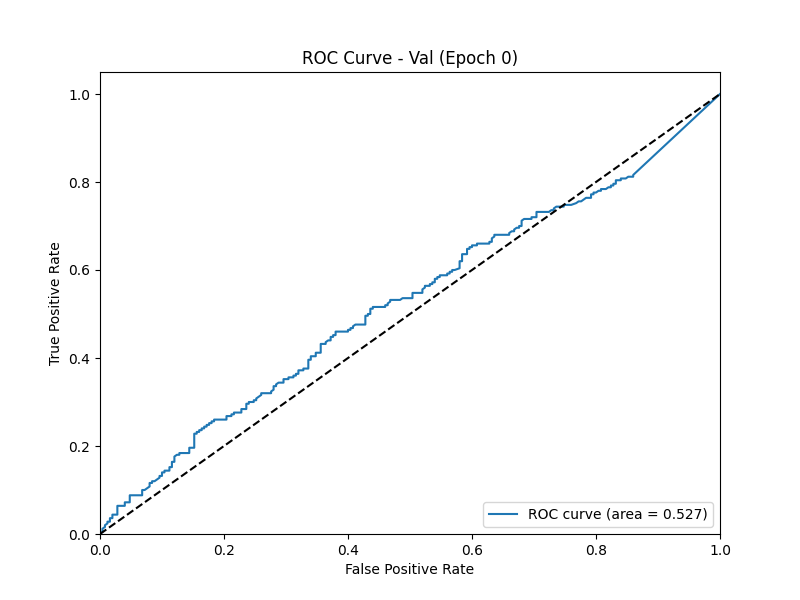 ROC Curve - Val (Epoch 0)
1.0
0.8
0.6
0.4
0.2
0.0
True Positive Rate
0.0 0.2 0.4 0.6 0.8 1.0
False Positive Rate
ROC curve (area = 0.527)